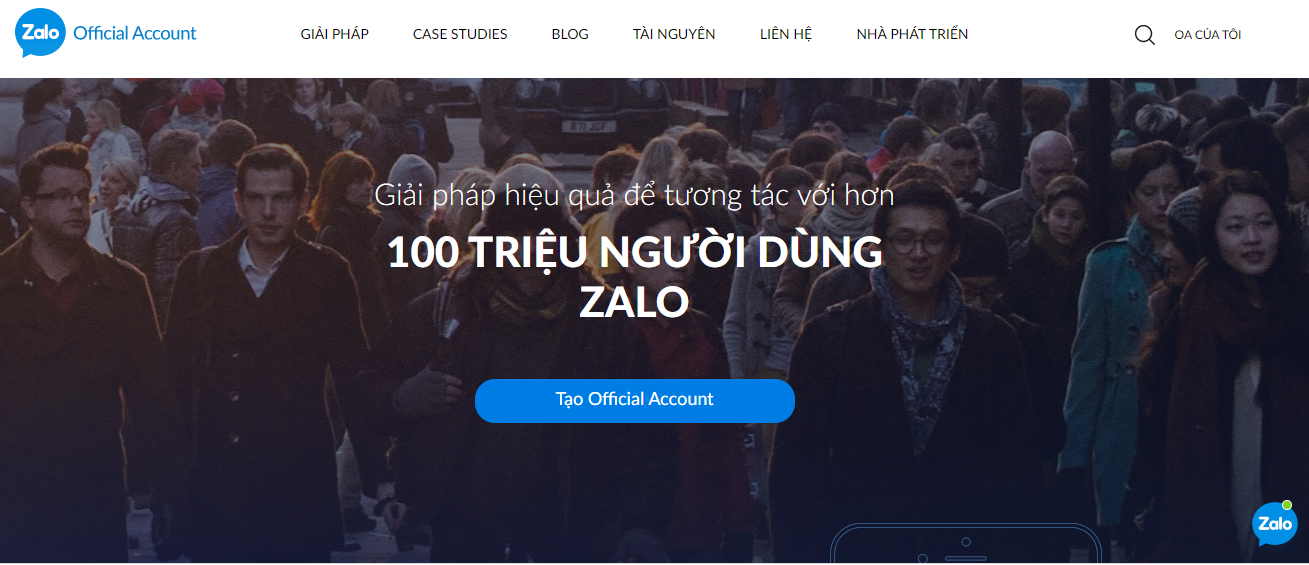 Zalo Official Account
GIẢI PHÁP
CASE STUDIES
BLOG
TÀI NGUYÊN
LIÊN HỆ
NHÀ PHÁT TRIỂN
OA CỦA TÔI
Giải pháp hiệu quả để tương tác với hơn
100 TRIỆU NGƯỜI DÙNG
ZALO
Tạo Official Account
Zalo